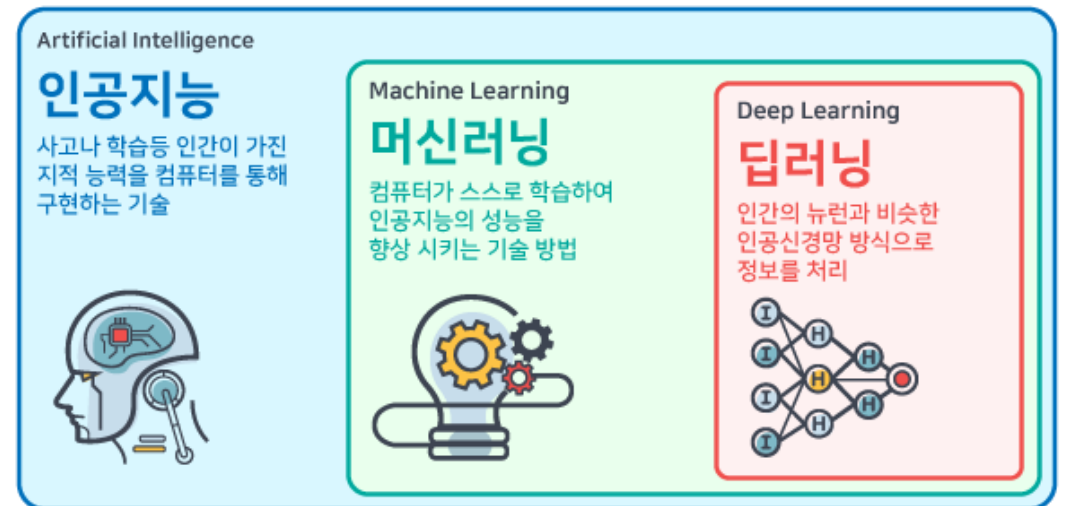 Artificial Intelligence
인공지능
사고나 학습등 인간이 가진
지적 능력을 컴퓨터를 통해
구현하는 기술
Machine Learning
머신러닝
컴퓨터가 스스로 학습하여
인공지능의 성능을
향상 시키는 기술 방법
Deep Learning
딥러닝
인간의 뉴런과 비슷한
인공신경망 방식으로
정보를 처리
I
H
I
H
H
I
H
H
I